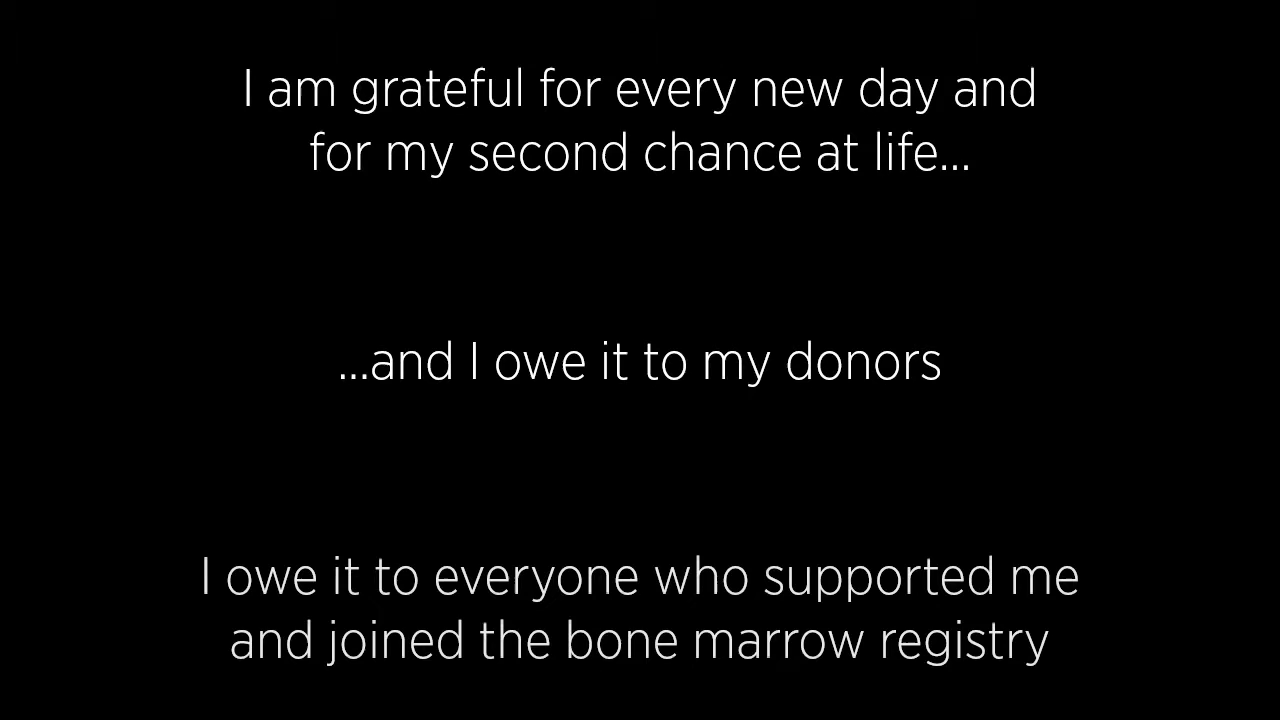 I am grateful for every new day and
for my second chance at life...
...and I owe it to my donors
I owe it to everyone who supported me
and joined the bone marrow registry